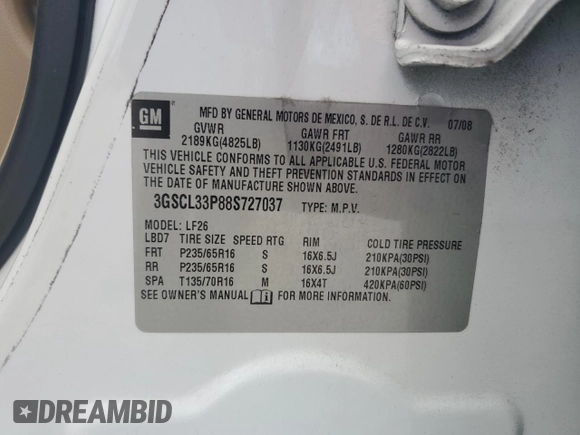 GM
MFD BY GENERAL MOTORS DE MEXICO, S. DE R.L. DE C.V. 07/08
GVWR GAWR FRT GAWR RR
2189KG(4825LB) 1130KG(2491LB) 1280KG(2822LB)
THIS VEHICLE CONFORMS TO ALL APPLICABLE U.S. FEDERAL MOTOR
VEHICLE SAFETY AND THEFT PREVENTION STANDARDS IN EFFECT ON
THE DATE OF MANUFACTURE SHOWN ABOVE.
3GSCL33P88S727037 TYPE: M.P.V.
MODEL: LF26
LBD7 TIRE SIZE SPEED RTG RIM COLD TIRE PRESSURE
FRT P235/65R16 S 16X6.5J 210KPA(30PSI)
RR P235/65R16 S 16X6.5J 210KPA(30PSI)
SPA T135/70R16 M 16X4T 420KPA(60PSI)
SEE OWNER'S MANUAL FOR MORE INFORMATION.
DREAMBID